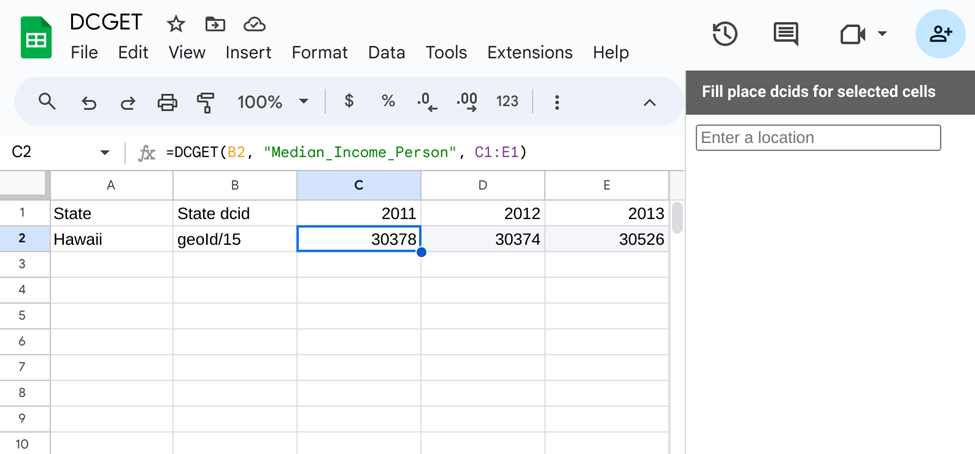 DCGET
File Edit View Insert Format Data Tools Extensions Help
100% $ % .0 .00 123
Fill place dcids for selected cells
Enter a location
C2 fx =DCGET(B2, "Median_Income_Person", C1:E1)
A B C D E
1 State State dcid 2011 2012 2013
2 Hawaii geoId/15 30378 30374 30526
3
4
5
6
7
8
9
10